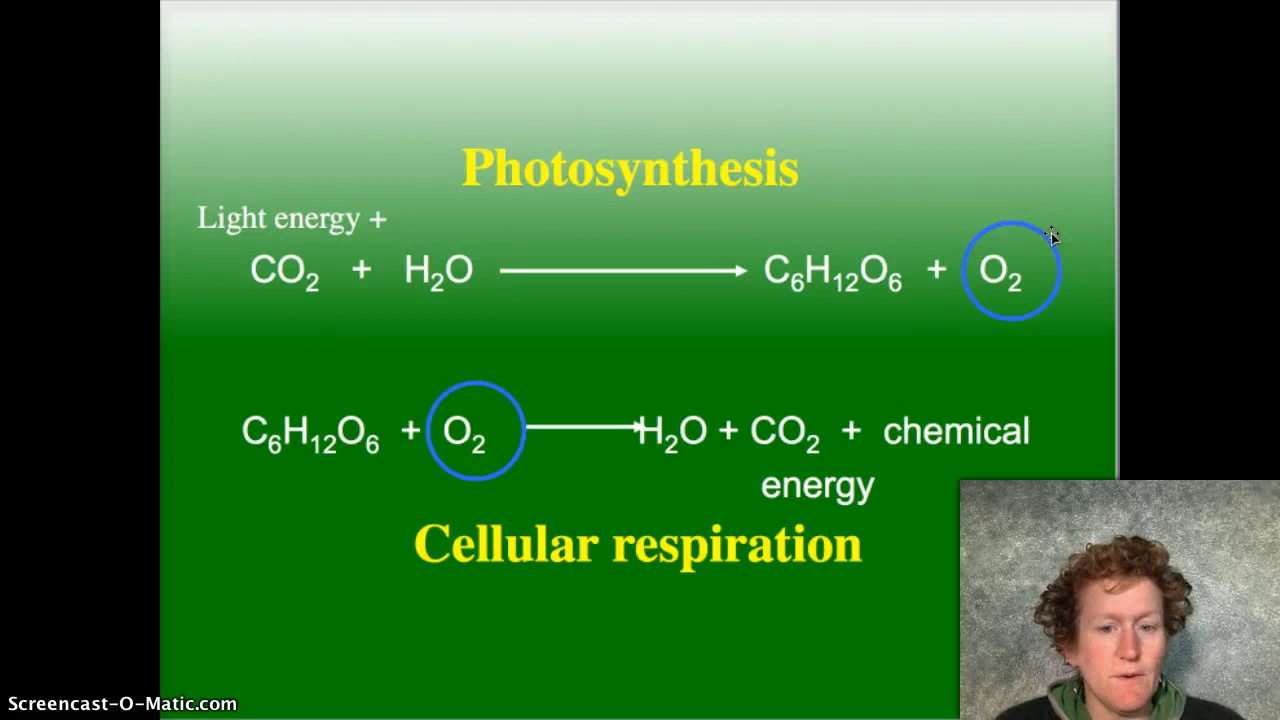 Photosynthesis
Light energy +
CO₂ + H₂O → C₆H₁₂O₆ + O₂
C₆H₁₂O₆ + O₂ → H₂O + CO₂ + chemical
energy
Cellular respiration
Screencast-O-Matic.com